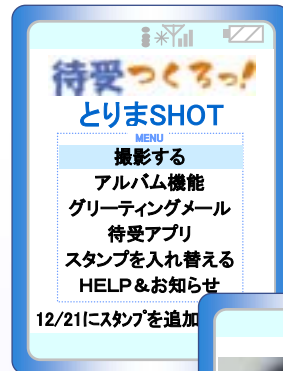 待受つくろっ!
とりまSHOT
MENU
撮影する
アルバム機能
グリーティングメール
待受アプリ
スタンプを入れ替える
HELP＆お知らせ
12/21にスタンプを追加